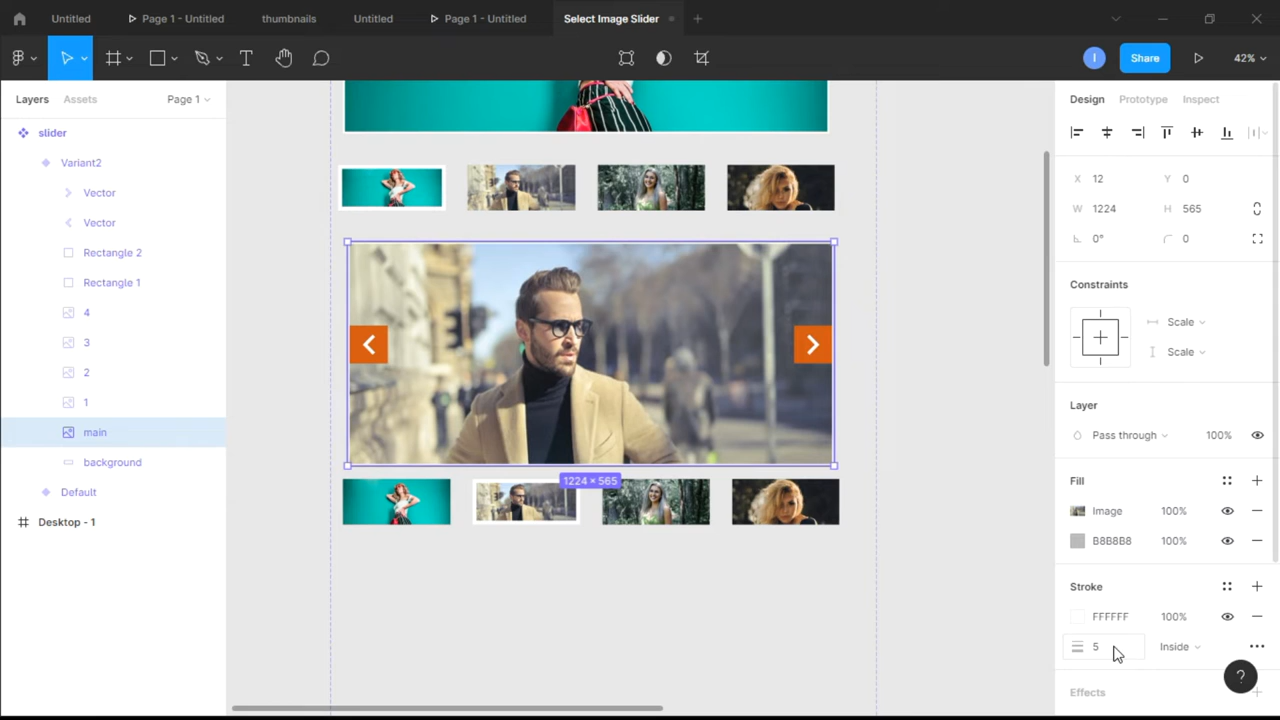 Untitled Page 1 - Untitled thumbnails Untitled Page 1 - Untitled Select Image Slider
T I Share 42%
Layers Assets Page 1 Design Prototype Inspect
slider
Variant2
Vector
Vector
Rectangle 2
Rectangle 1
4
3
2
1
main
background
Default
Desktop - 1
1224 × 565
X 12 Y 0
W 1224 H 565
0° 0
Constraints
Scale
Scale
Layer
Pass through 100%
Fill
Image 100%
B8B8B8 100%
Stroke
FFFFFF 100%
5 Inside
?
Effects